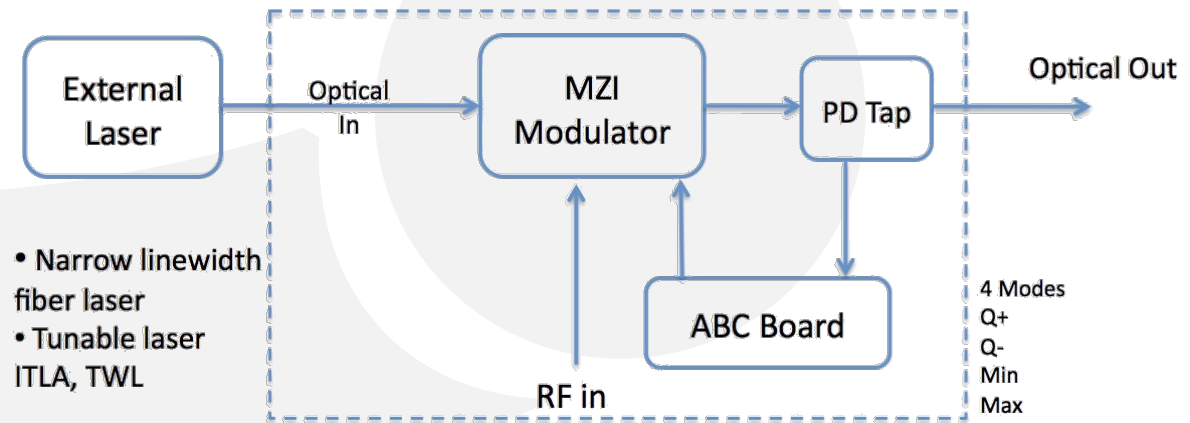 External
Laser
Optical
In
MZI
Modulator
PD Tap
Optical Out
• Narrow linewidth
fiber laser
• Tunable laser
ITLA, TWL
ABC Board
RF in
4 Modes
Q+
Q-
Min
Max